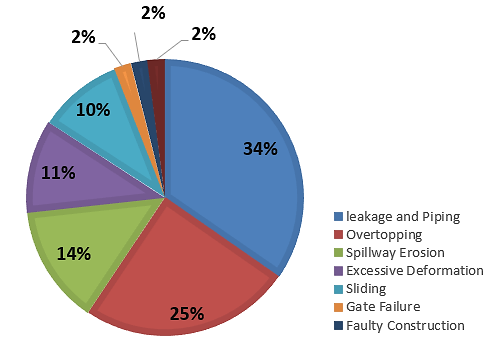 2%
2%
2%
10%
34%
11%
14%
25%
leakage and Piping
Overtopping
Spillway Erosion
Excessive Deformation
Sliding
Gate Failure
Faulty Construction